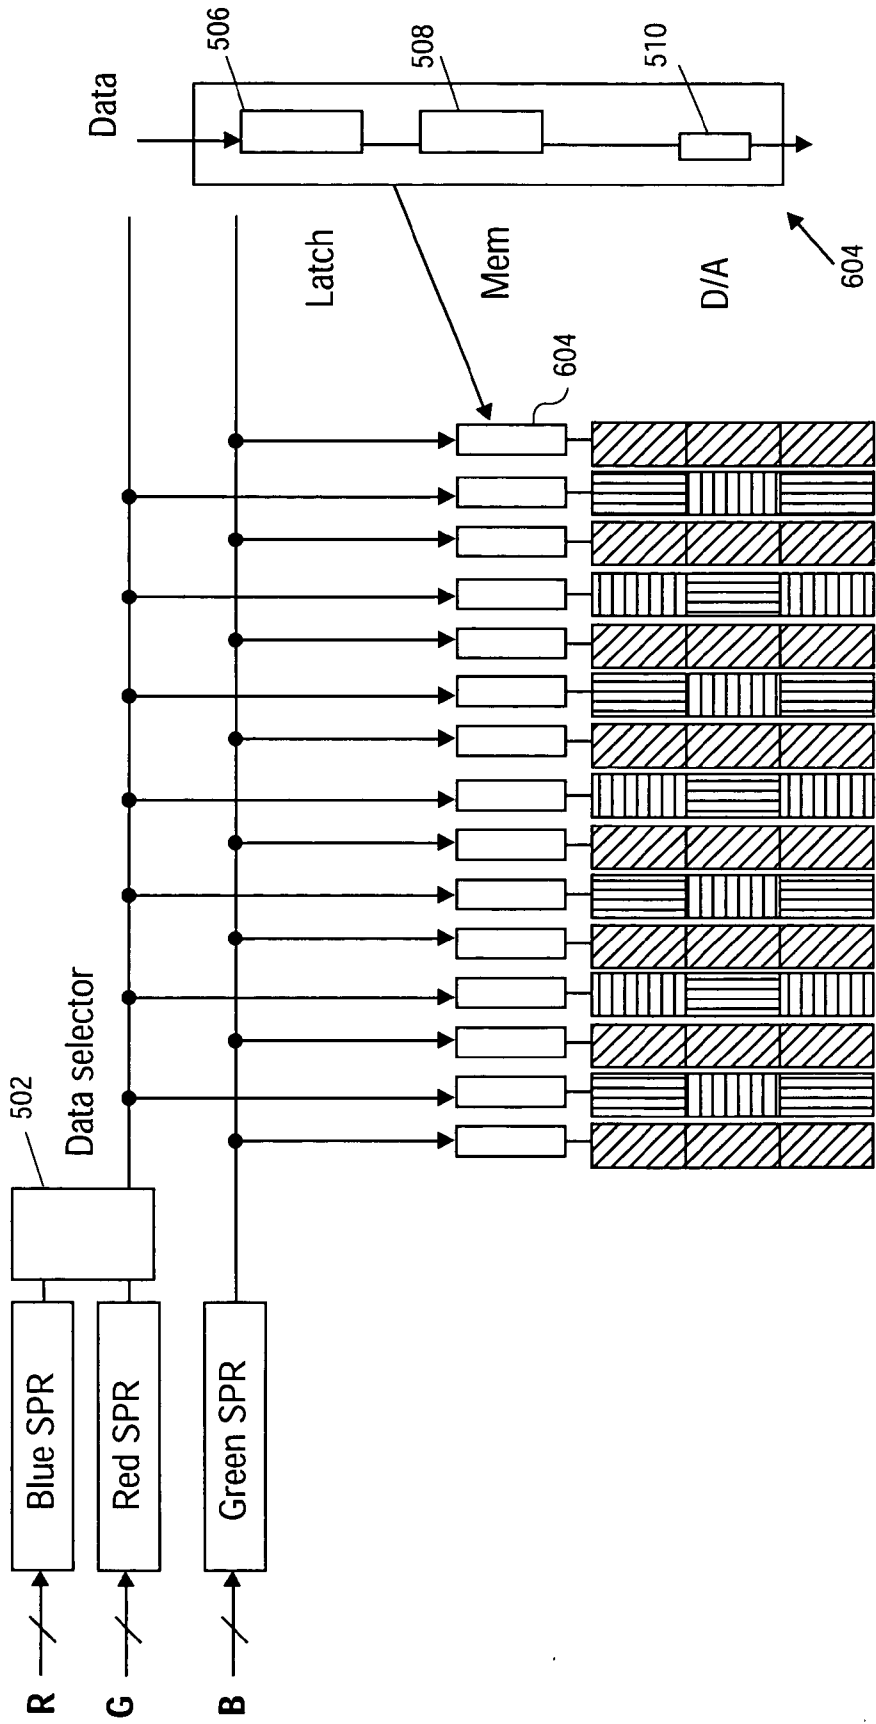 R
Blue SPR
502
Data selector
G
Red SPR
B
Green SPR
Data
506
508
510
Latch
Mem
D/A
604
604